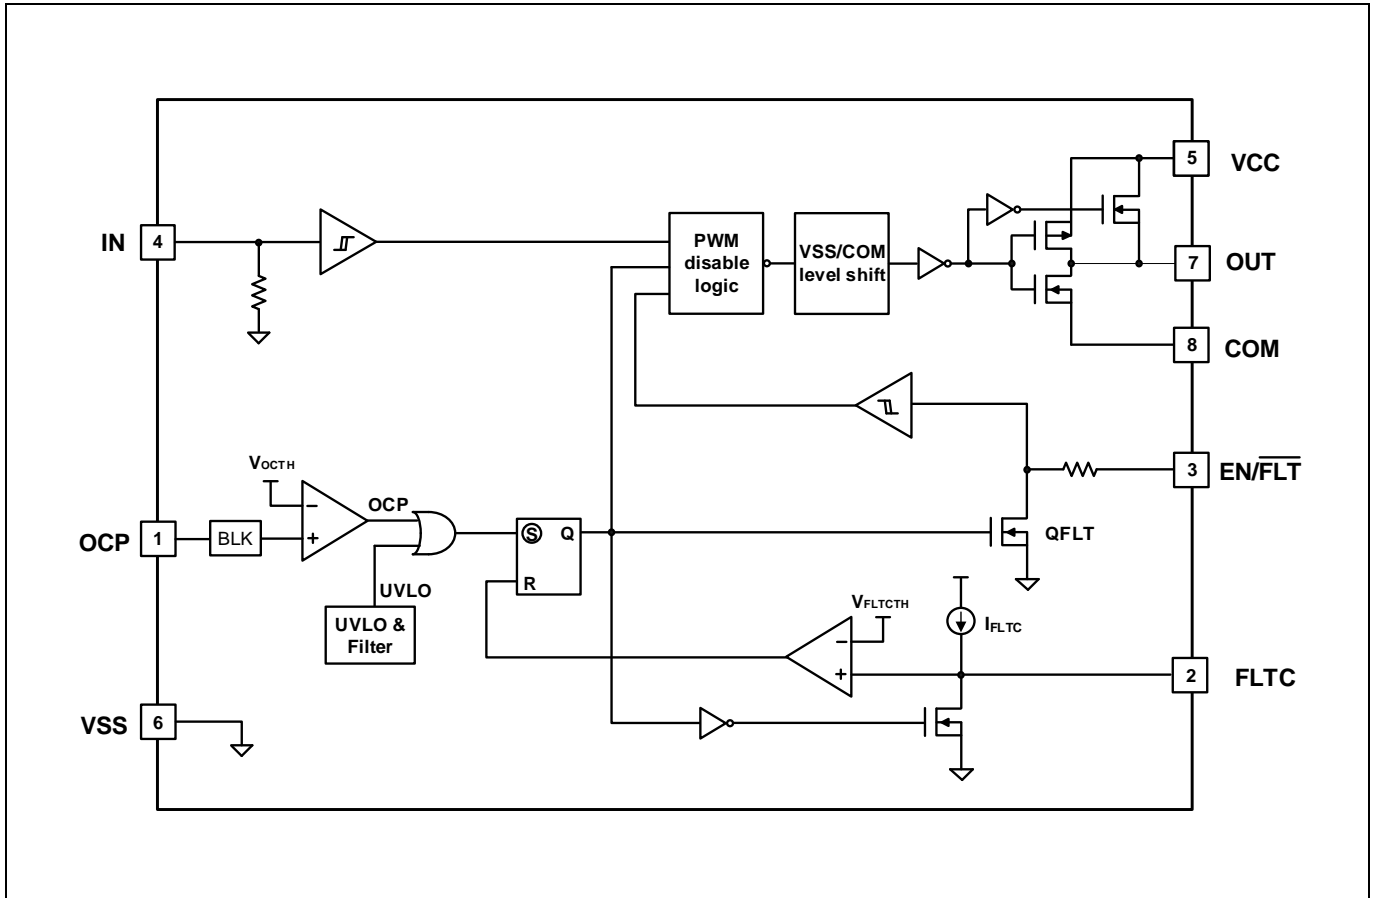 5
VCC
IN
4
PWM
disable
logic
VSS/COM
level shift
7
OUT
8
COM
VOCTH
3
EN/FLT
OCP
1
BLK
−
+
OCP
S
Q
R
QFLT
UVLO
UVLO &
Filter
VFLTCTH
−
+
IFLTC
2
FLTC
VSS
6